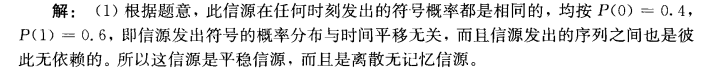 解：（1）根据题意，此信源在任何时刻发出的符号概率都是相同的，均按 P(0) = 0.4，
P(1) = 0.6，即信源发出符号的概率分布与时间平移无关，而且信源发出的序列之间也是彼
此无依赖的。所以这信源是平稳信源，而且是离散无记忆信源。